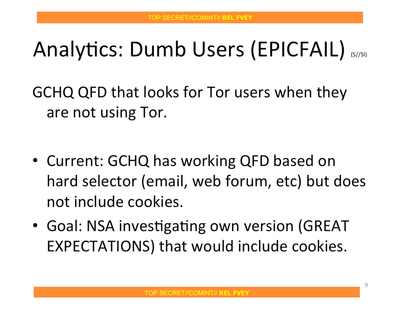 TOP SECRET//COMINT// REL FVEY
Analytics: Dumb Users (EPICFAIL) (S//SI)
GCHQ QFD that looks for Tor users when they
are not using Tor.
• Current: GCHQ has working QFD based on
hard selector (email, web forum, etc) but does
not include cookies.
• Goal: NSA investigating own version (GREAT
EXPECTATIONS) that would include cookies.
9
TOP SECRET//COMINT// REL FVEY